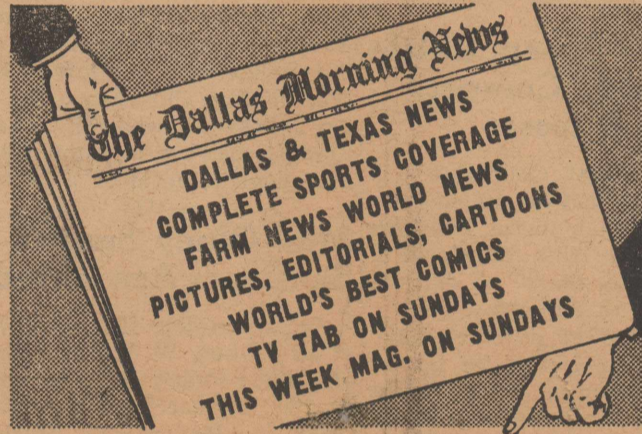 The Dallas Morning News
DALLAS & TEXAS NEWS
COMPLETE SPORTS COVERAGE
FARM NEWS WORLD NEWS
PICTURES, EDITORIALS, CARTOONS
WORLD'S BEST COMICS
TV TAB ON SUNDAYS
THIS WEEK MAG. ON SUNDAYS